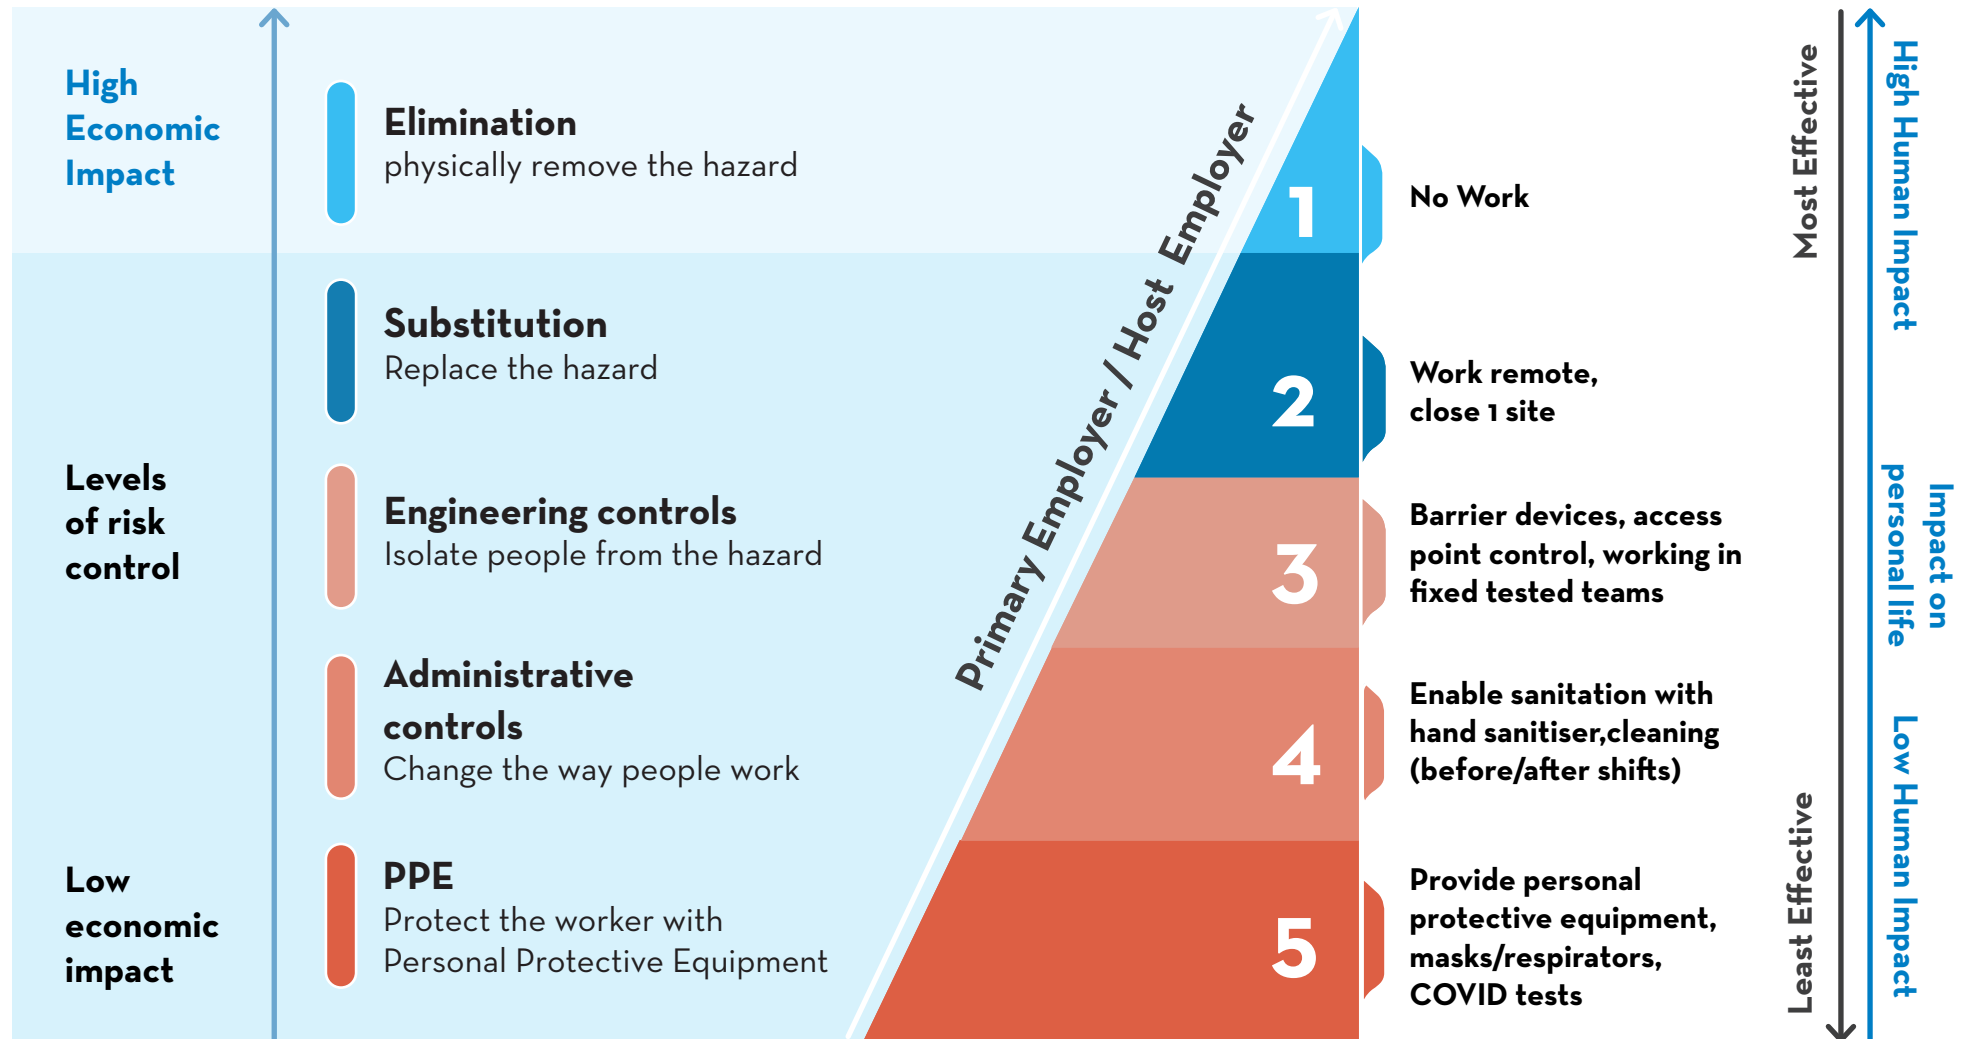 High
Economic
Impact
Levels
of risk
control
Low
economic
impact
Elimination
physically remove the hazard
Substitution
Replace the hazard
Engineering controls
Isolate people from the hazard
Administrative
controls
Change the way people work
PPE
Protect the worker with
Personal Protective Equipment
Primary Employer / Host Employer
1
2
3
4
5
No Work
Work remote,
close 1 site
Barrier devices, access
point control, working in
fixed tested teams
Enable sanitation with
hand sanitiser,cleaning
(before/after shifts)
Provide personal
protective equipment,
masks/respirators,
COVID tests
Most Effective
Least Effective
High Human Impact
Impact on
personal life
Low Human Impact